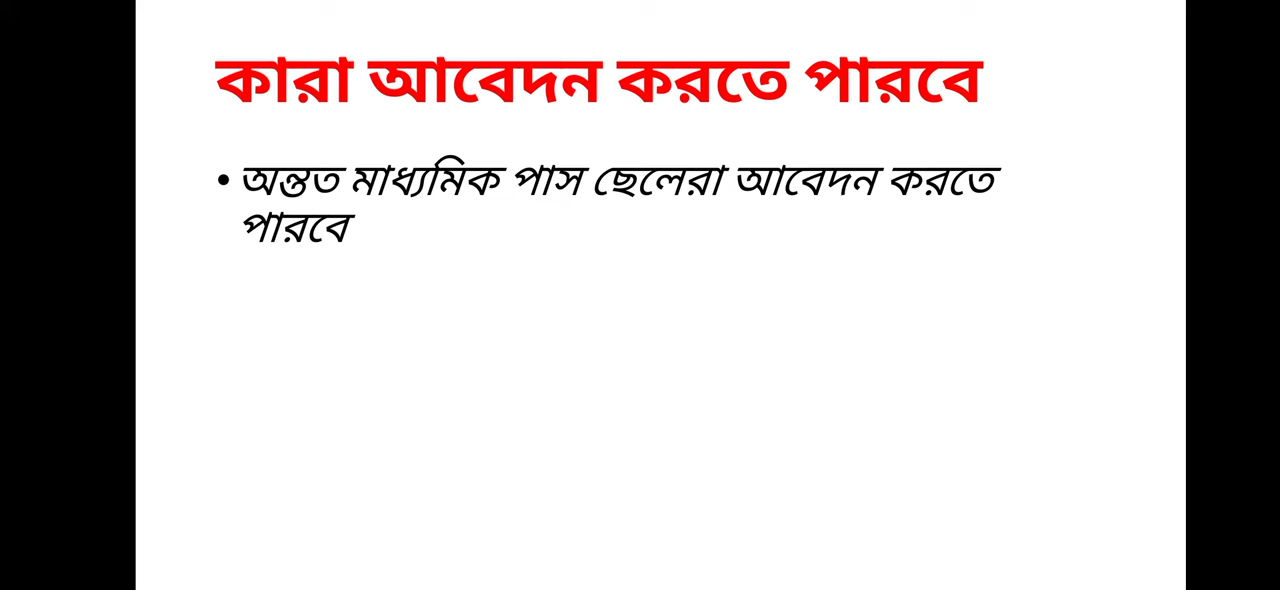 কারা আবেদন করতে পারবে
• অন্তত মাধ্যমিক পাস ছেলেরা আবেদন করতে
পারবে